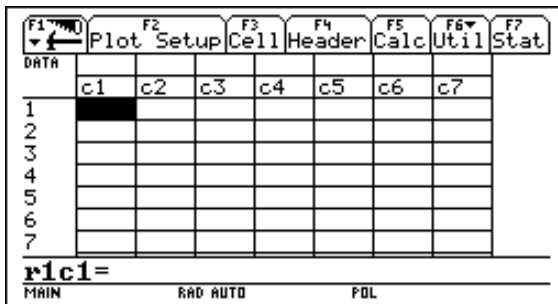 F1 F2 Plot Setup F3 Cell F4 Header F5 Calc F6 Util F7 Stat
DATA
c1 c2 c3 c4 c5 c6 c7
1
2
3
4
5
6
7
r1c1=
MAIN RAD AUTO POL